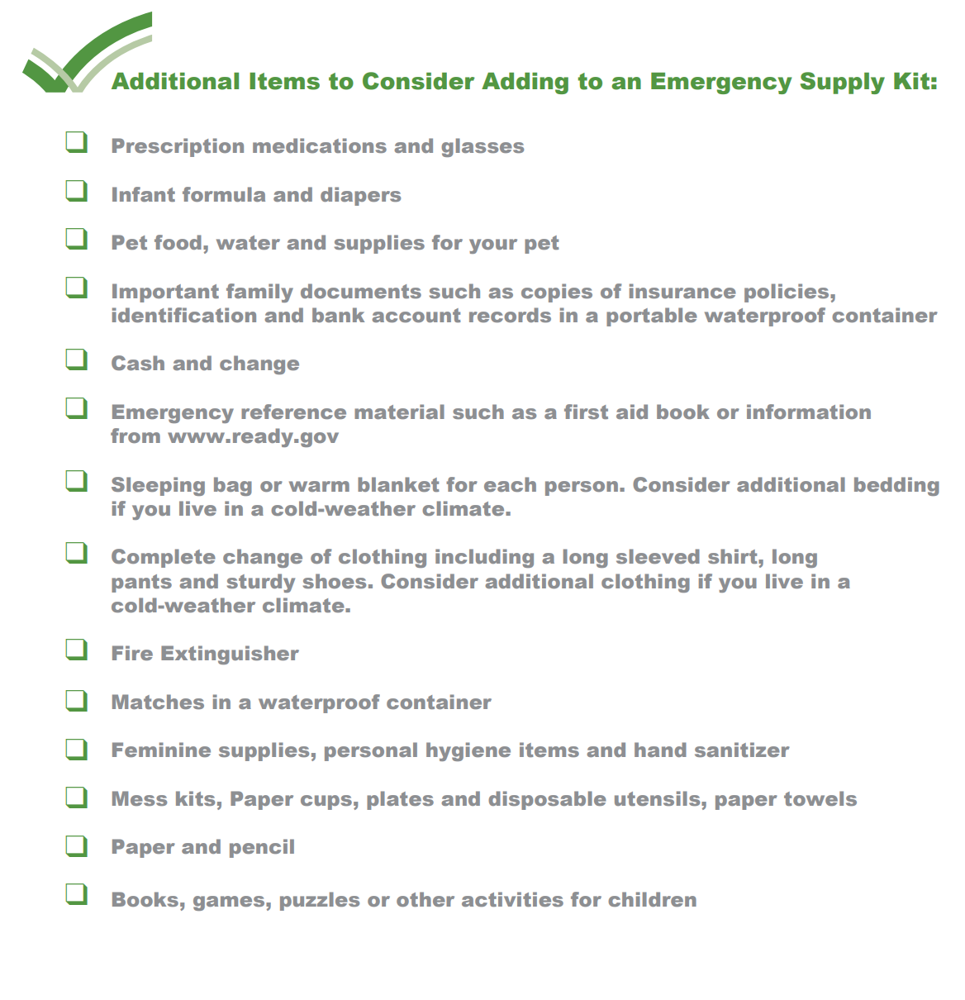 Additional Items to Consider Adding to an Emergency Supply Kit:
Prescription medications and glasses
Infant formula and diapers
Pet food, water and supplies for your pet
Important family documents such as copies of insurance policies,
identification and bank account records in a portable waterproof container
Cash and change
Emergency reference material such as a first aid book or information
from www.ready.gov
Sleeping bag or warm blanket for each person. Consider additional bedding
if you live in a cold-weather climate.
Complete change of clothing including a long sleeved shirt, long
pants and sturdy shoes. Consider additional clothing if you live in a
cold-weather climate.
Fire Extinguisher
Matches in a waterproof container
Feminine supplies, personal hygiene items and hand sanitizer
Mess kits, Paper cups, plates and disposable utensils, paper towels
Paper and pencil
Books, games, puzzles or other activities for children